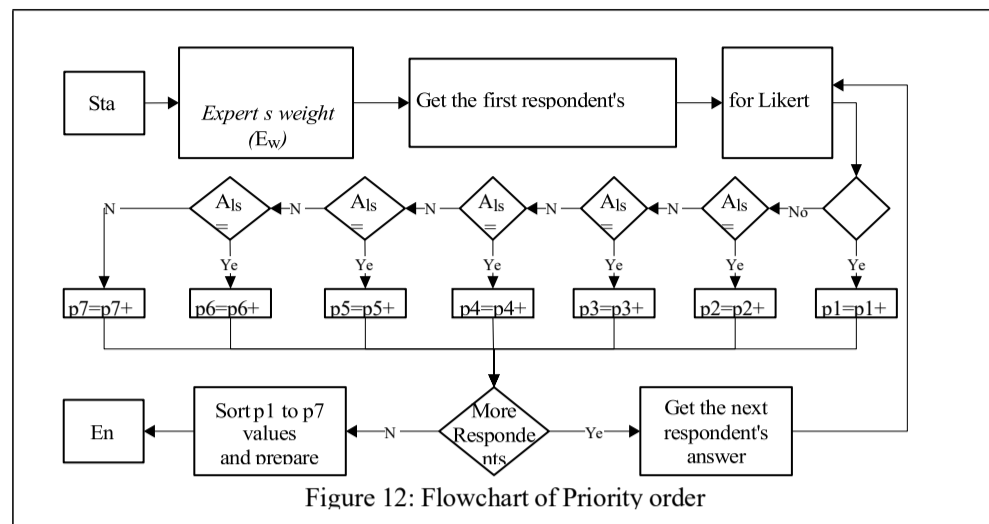 Sta
Expert s weight
(Ew)
Get the first respondent's
for Likert
N
Als
=
N
Als
=
N
Als
=
N
Als
=
N
Als
=
No
Ye
Ye
Ye
Ye
Ye
Ye
p7=p7+
p6=p6+
p5=p5+
p4=p4+
p3=p3+
p2=p2+
p1=p1+
En
Sort p1 to p7
values
and prepare
N
More
Responde
nts
Ye
Get the next
respondent's
answer
Figure 12: Flowchart of Priority order